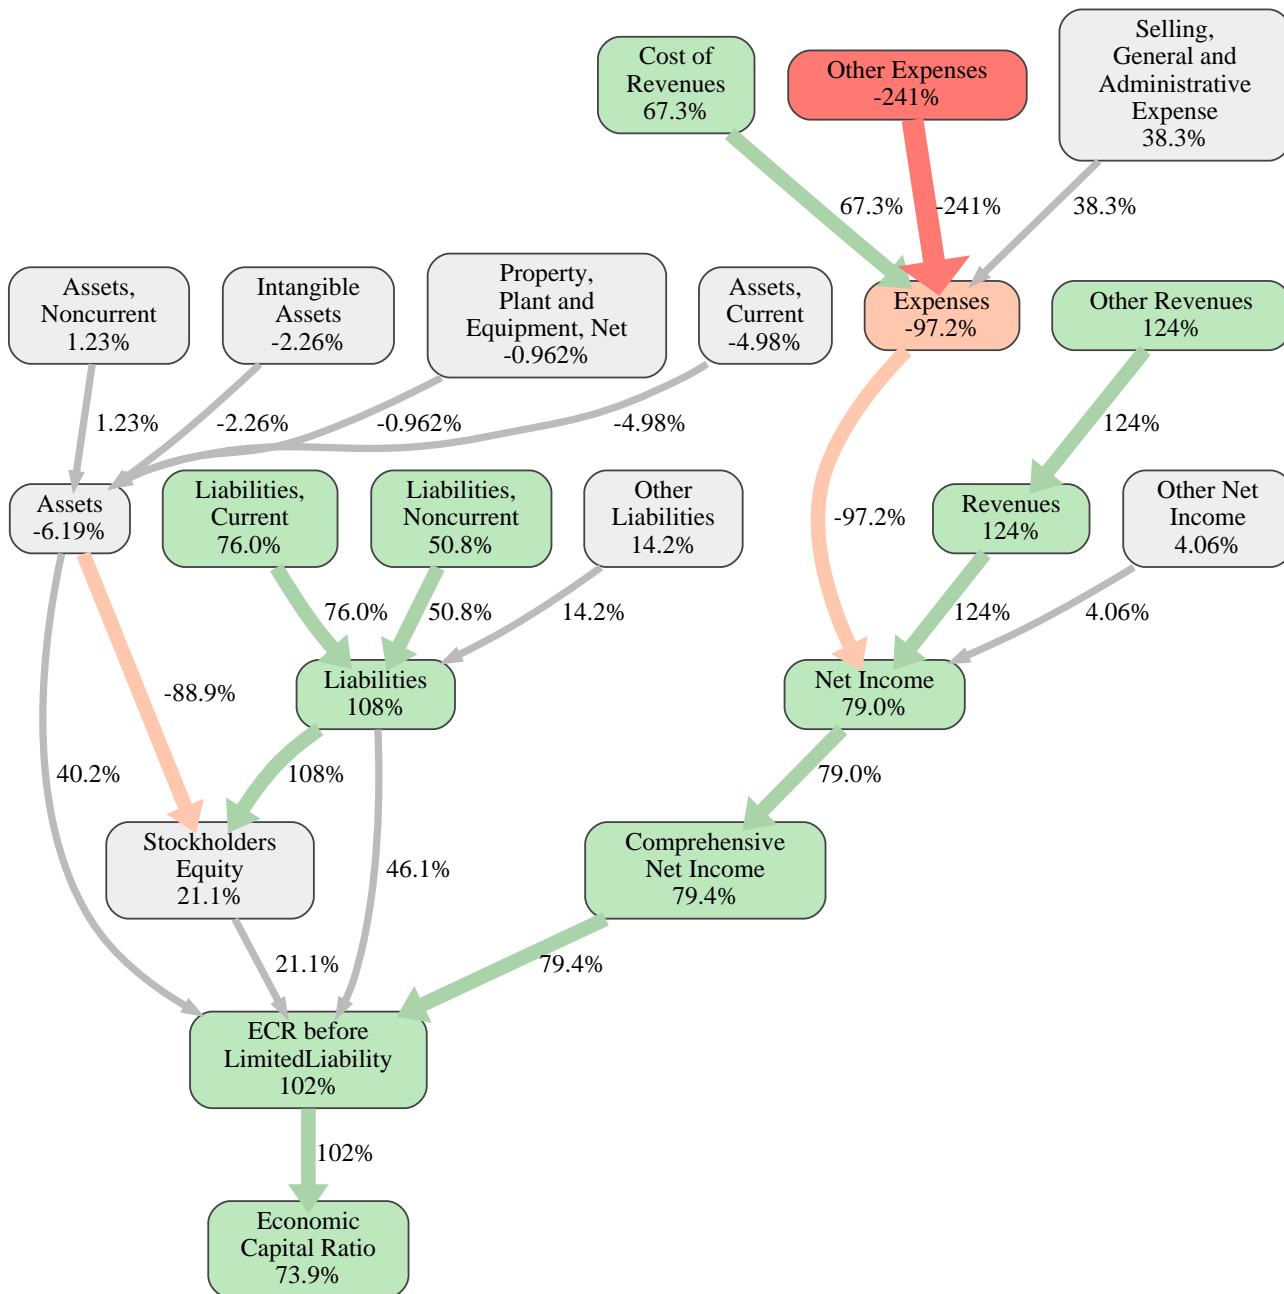 Cost of
Revenues
67.3%
Other Expenses
-241%
Selling,
General and
Administrative
Expense
38.3%
67.3%
-241%
38.3%
Assets,
Noncurrent
1.23%
Intangible
Assets
-2.26%
Property,
Plant and
Equipment, Net
-0.962%
Assets,
Current
-4.98%
Expenses
-97.2%
Other Revenues
124%
1.23%
-2.26%
-0.962%
-4.98%
124%
Assets
-6.19%
Liabilities,
Current
76.0%
Liabilities,
Noncurrent
50.8%
Other
Liabilities
14.2%
-97.2%
Revenues
124%
Other Net
Income
4.06%
76.0%
50.8%
14.2%
124%
4.06%
-88.9%
Liabilities
108%
Net Income
79.0%
40.2%
108%
79.0%
Stockholders
Equity
21.1%
46.1%
Comprehensive
Net Income
79.4%
21.1%
79.4%
ECR before
LimitedLiability
102%
102%
Economic
Capital Ratio
73.9%